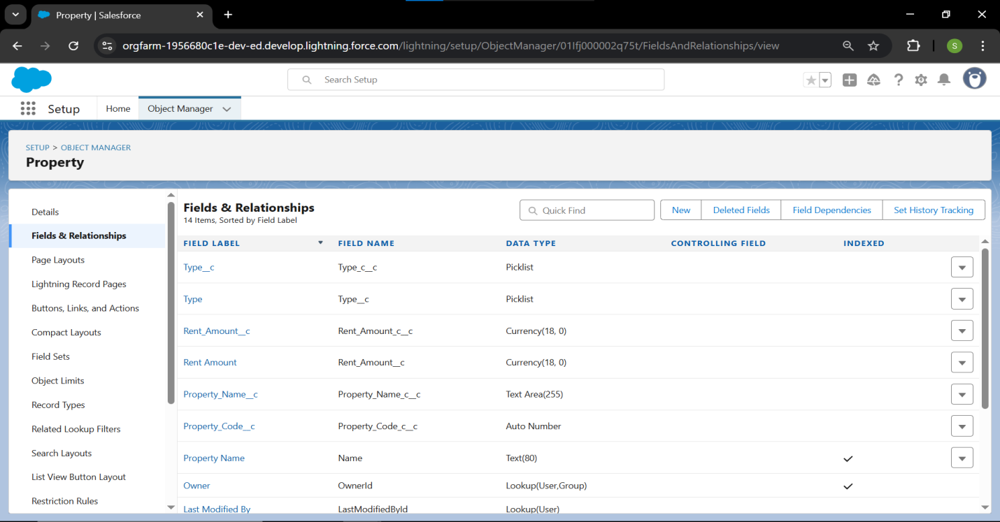 Property | Salesforce
orgfarm-1956680c1e-dev-ed.develop.lightning.force.com/lightning/setup/ObjectManager/01Ifj000002q75t/FieldsAndRelationships/view
S
Search Setup
Setup Home Object Manager
SETUP > OBJECT MANAGER
Property
Details
Fields & Relationships
Page Layouts
Lightning Record Pages
Buttons, Links, and Actions
Compact Layouts
Field Sets
Object Limits
Record Types
Related Lookup Filters
Search Layouts
List View Button Layout
Restriction Rules
Fields & Relationships
14 Items, Sorted by Field Label
Quick Find New Deleted Fields Field Dependencies Set History Tracking
FIELD LABEL FIELD NAME DATA TYPE CONTROLLING FIELD INDEXED
Type__c Type_c__c Picklist
Type Type__c Picklist
Rent_Amount__c Rent_Amount_c__c Currency(18, 0)
Rent Amount Rent_Amount__c Currency(18, 0)
Property_Name__c Property_Name_c__c Text Area(255)
Property_Code__c Property_Code_c__c Auto Number
Property Name Name Text(80)
Owner OwnerId Lookup(User,Group)
Last Modified By LastModifiedById Lookup(User)